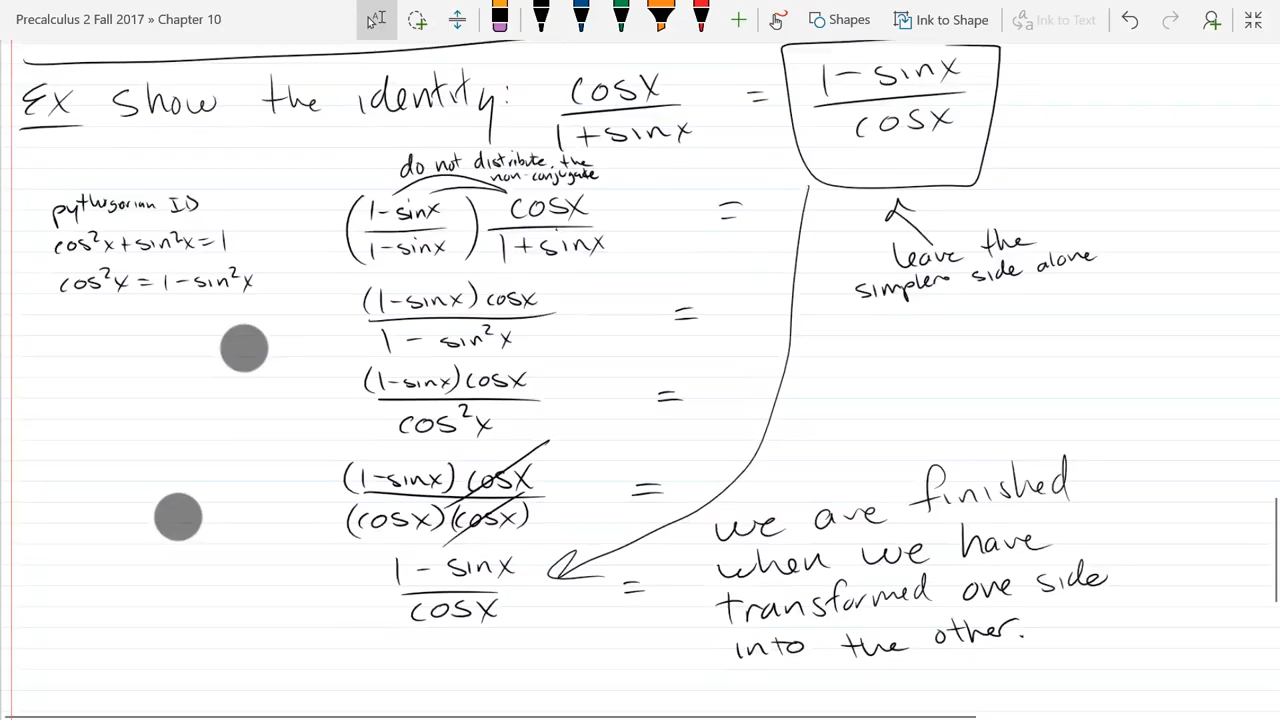 Precalculus 2 Fall 2017 » Chapter 10
Shapes
Ink to Shape
Ink to Text
Ex show the identity: cosx / 1+sinx = 1-sinx / cosx
do not distribute the
non-conjugate
pythegorian ID
cos²x+sin²x=1
cos²x=1-sin²x
(1-sinx / 1-sinx) cosx / 1+sinx =
leave the
simpler side alone
(1-sinx)cosx / 1-sin²x =
(1-sinx)cosx / cos²x =
(1-sinx)cosx / (cosx)(cosx) =
1-sinx / cosx =
we are finished
when we have
transformed one side
into the other.